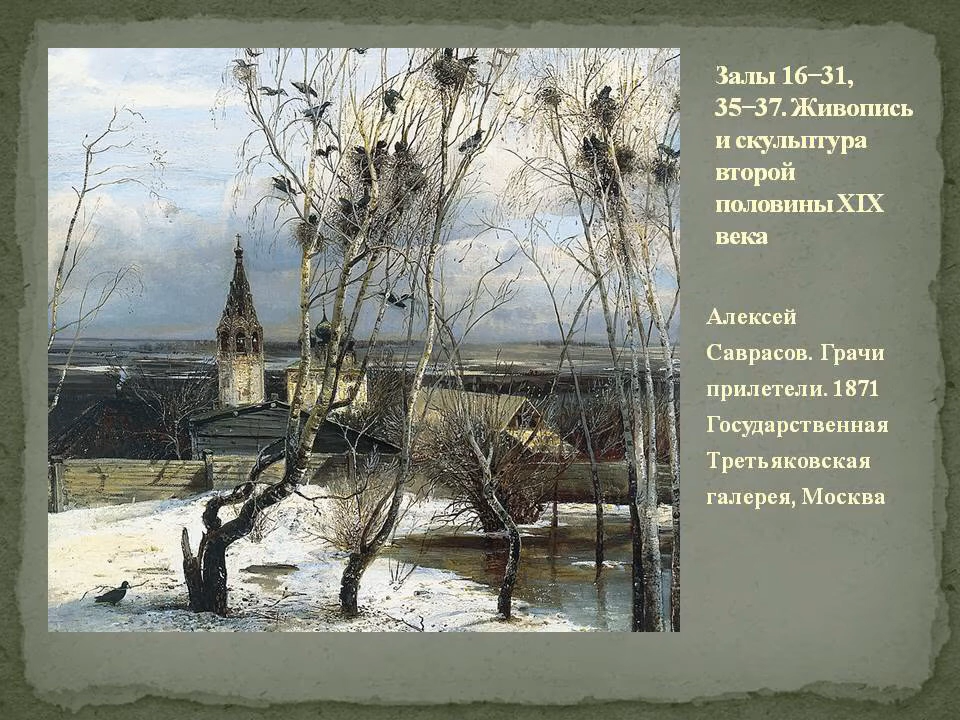 Залы 16–31,
35–37. Живопись
и скульптура
второй
половины XIX
века
Алексей
Саврасов. Грачи
прилетели. 1871
Государственная
Третьяковская
галерея, Москва